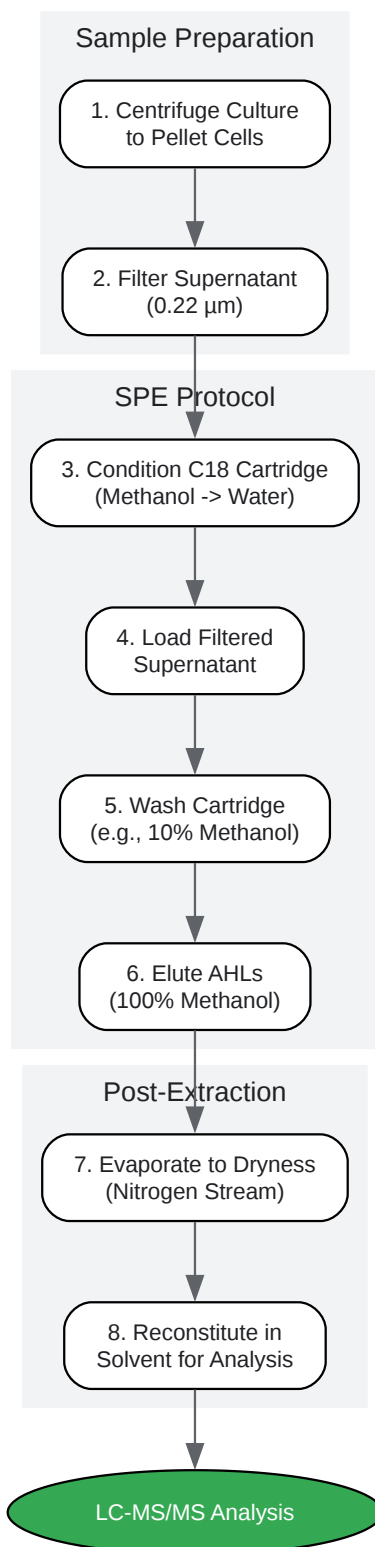 Sample Preparation
1. Centrifuge Culture
to Pellet Cells
2. Filter Supernatant
(0.22 µm)
SPE Protocol
3. Condition C18 Cartridge
(Methanol -> Water)
4. Load Filtered
Supernatant
5. Wash Cartridge
(e.g., 10% Methanol)
6. Elute AHLs
(100% Methanol)
Post-Extraction
7. Evaporate to Dryness
(Nitrogen Stream)
8. Reconstitute in
Solvent for Analysis
LC-MS/MS Analysis